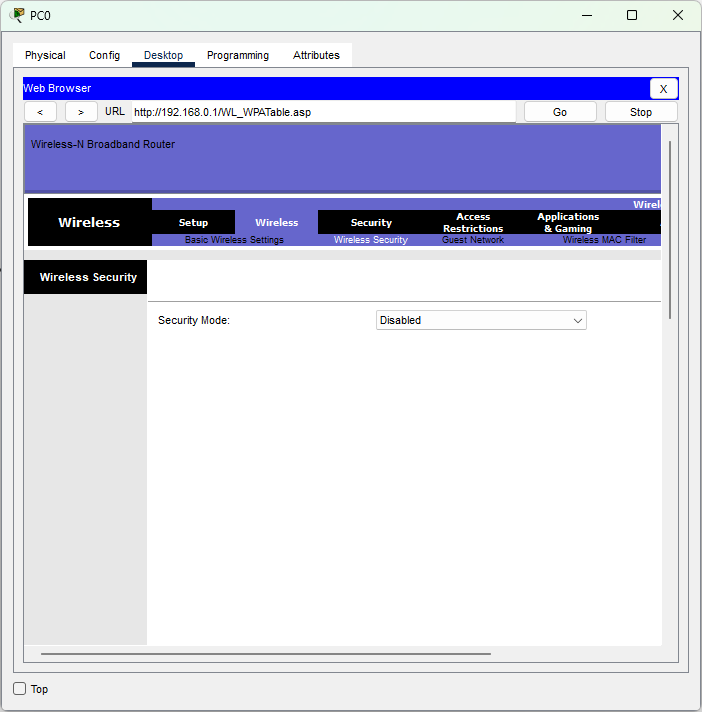 PC0
Physical Config Desktop Programming Attributes
Web Browser X
< > URL http://192.168.0.1/WL_WPATable.asp Go Stop
Wireless-N Broadband Router
Wirel
Wireless Setup Wireless Security Access Restrictions Applications & Gaming
Basic Wireless Settings Wireless Security Guest Network Wireless MAC Filter
Wireless Security
Security Mode: Disabled
Top